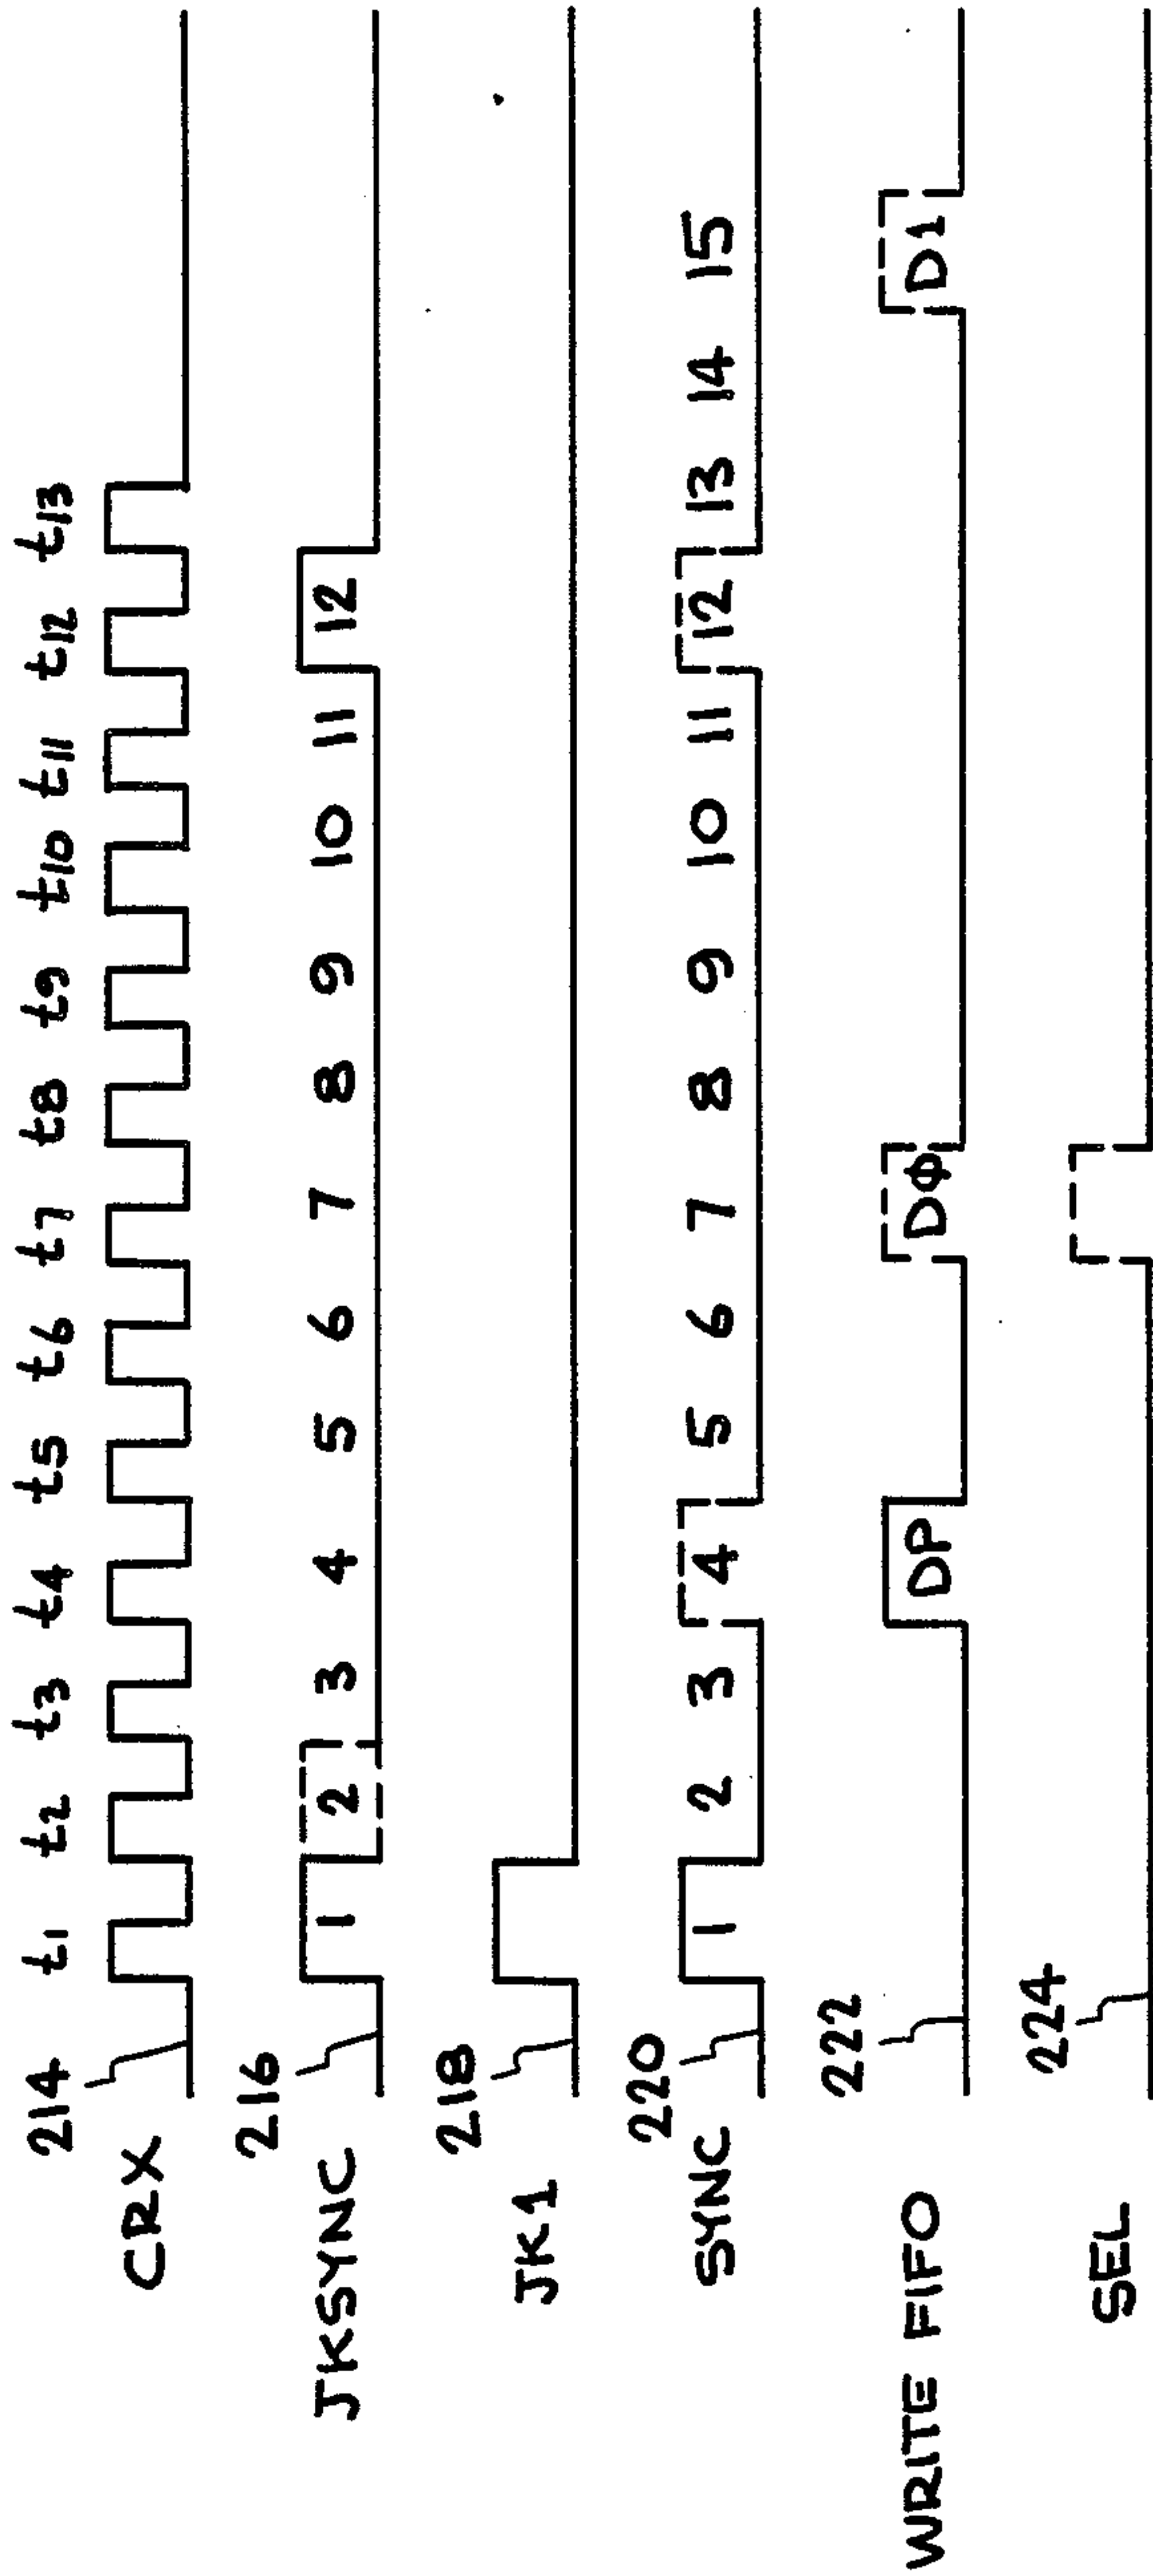 t1 t2 t3 t4 t5 t6 t7 t8 t9 t10 t11 t12 t13
214
CRX
216
JKSYNC 1 2 3 4 5 6 7 8 9 10 11 12
218
JK1
220
SYNC 1 2 3 4 5 6 7 8 9 10 11 12 13 14 15
222
WRITE FIFO DP DΦ D1
224
SEL